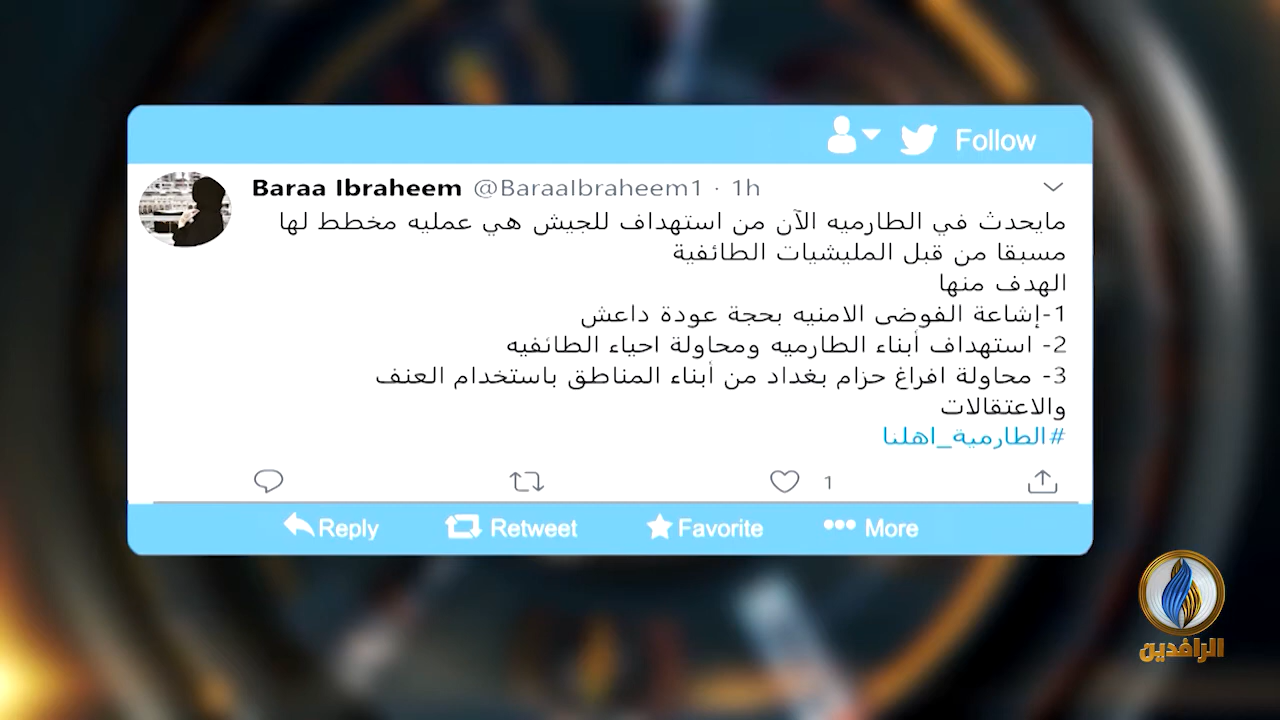 Follow
Baraa Ibraheem @BaraaIbraheem1 · 1h
مايحدث في الطارميه الآن من استهداف للجيش هي عمليه مخطط لها
مسبقا من قبل المليشيات الطائفية
الهدف منها
1-إشاعة الفوضى الامنيه بحجة عودة داعش
2- استهداف أبناء الطارميه ومحاولة احياء الطائفيه
3- محاولة افراغ حزام بغداد من أبناء المناطق باستخدام العنف
والاعتقالات
#الطارمية_اهلنا
1
Reply Retweet Favorite More
الرافدين